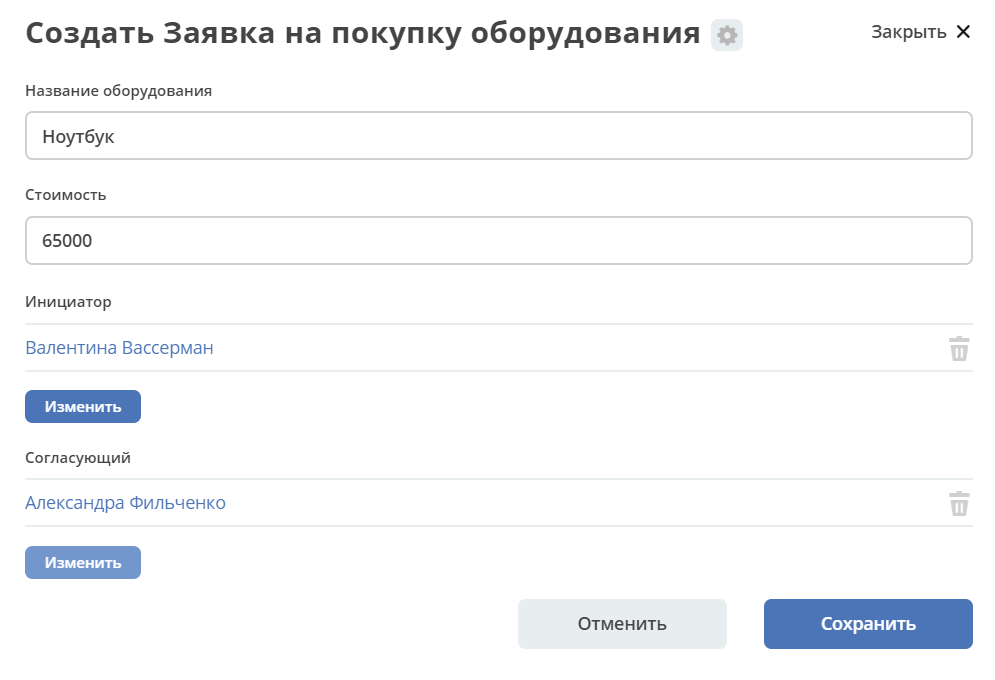 Создать Заявка на покупку оборудования
Закрыть
Название оборудования
Ноутбук
Стоимость
65000
Инициатор
Валентина Вассерман
Изменить
Согласующий
Александра Фильченко
Изменить
Отменить
Сохранить